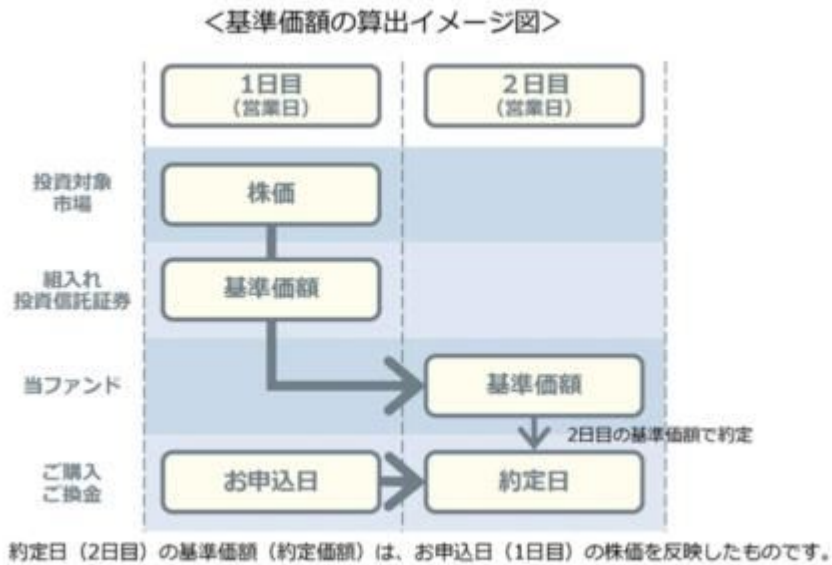 ＜基準価額の算出イメージ図＞
1日目
（営業日）
２日目
（営業日）
投資対象
市場
株価
組入れ
投資信託証券
基準価額
当ファンド
基準価額
2日目の基準価額で約定
ご購入
ご換金
お申込日
約定日
約定日（2日目）の基準価額（約定価額）は、お申込日（1日目）の株価を反映したものです。